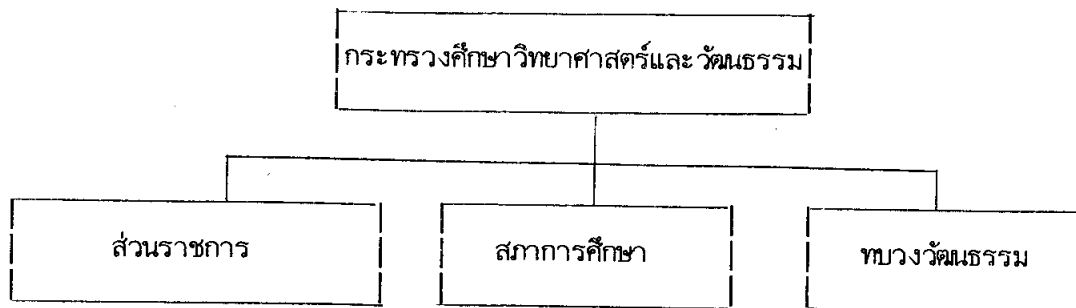 กระทรวงศึกษาวิทยาศาสตร์และวัฒนธรรม
ส่วนราชการ
สภาการศึกษา
ทบวงวัฒนธรรม